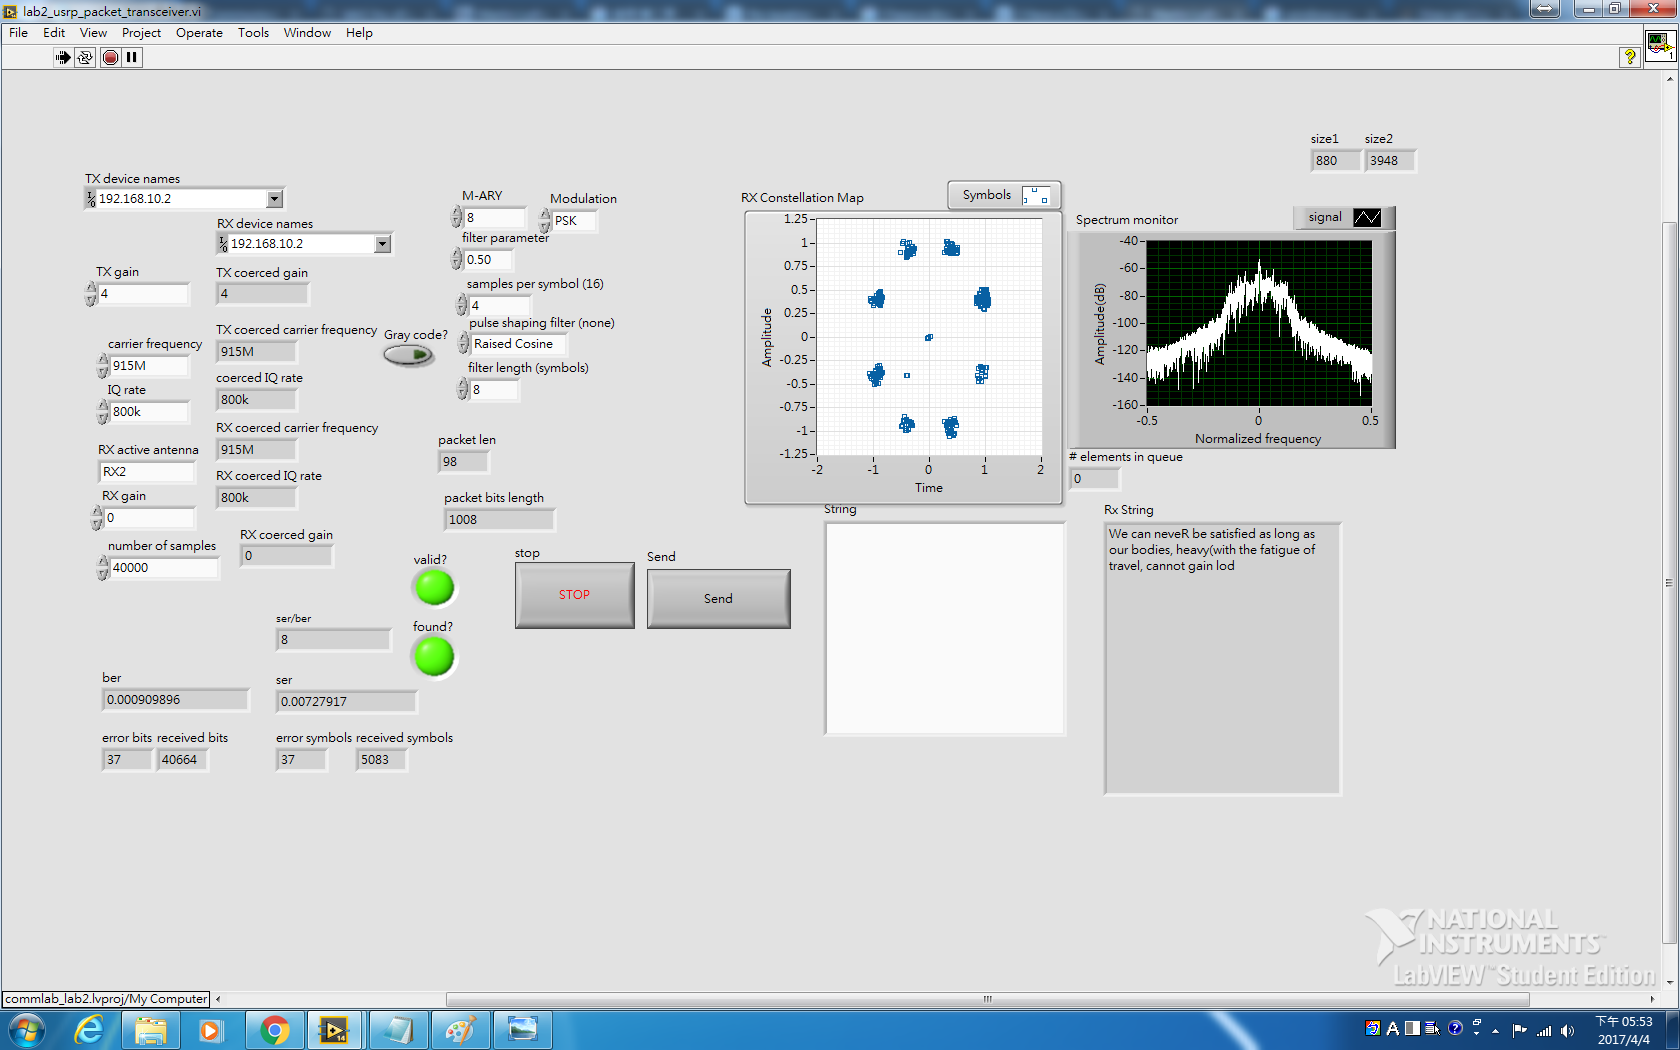 lab2_usrp_packet_transceiver.vi
File Edit View Project Operate Tools Window Help
size1 size2
880 3948
TX device names
192.168.10.2
RX device names
192.168.10.2
TX gain
4
TX coerced gain
4
TX coerced carrier frequency
915M
carrier frequency
915M
coerced IQ rate
800k
IQ rate
800k
RX coerced carrier frequency
915M
RX active antenna
RX2
RX coerced IQ rate
800k
RX gain
0
RX coerced gain
0
number of samples
40000
M-ARY
8
Modulation
PSK
filter parameter
0.50
samples per symbol (16)
4
pulse shaping filter (none)
Raised Cosine
Gray code?
filter length (symbols)
8
packet len
98
packet bits length
1008
valid?
found?
stop
STOP
Send
Send
ser/ber
8
ber
0.000909896
ser
0.00727917
error bits received bits
37 40664
error symbols received symbols
37 5083
RX Constellation Map
Symbols
1.25
1
0.75
0.5
0.25
0
-0.25
-0.5
-0.75
-1
-1.25
Amplitude
-2 -1 0 1 2
Time
Spectrum monitor
signal
-40
-60
-80
-100
-120
-140
-160
Amplitude(dB)
-0.5 0 0.5
Normalized frequency
# elements in queue
0
String
Rx String
We can neveR be satisfied as long as
our bodies, heavy(with the fatigue of
travel, cannot gain lod
NATIONAL
INSTRUMENTS™
LabVIEW™ Student Edition
commlab_lab2.lvproj/My Computer
14
A
下午 05:53
2017/4/4